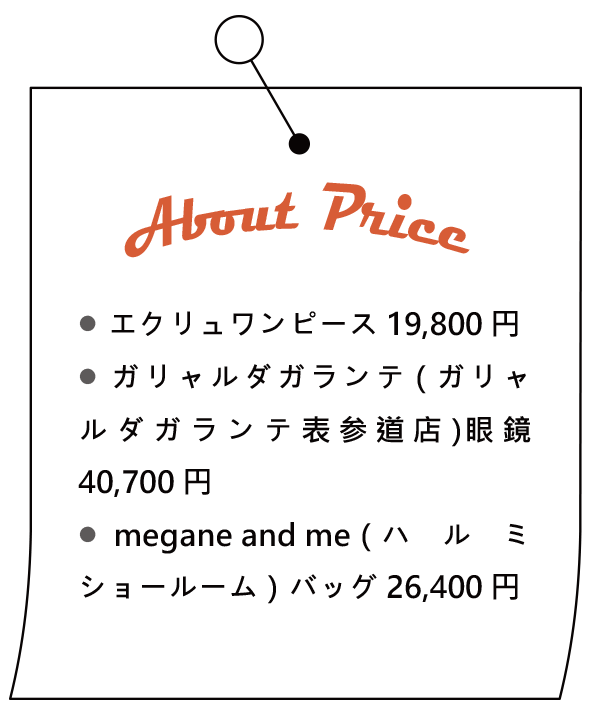 About Price
● エクリュワンピース 19,800 円
● ガリャルダガランテ ( ガリャ
ルダガランテ表参道店)眼鏡
40,700 円
● megane and me ( ハルミ
ショールーム ) バッグ 26,400 円